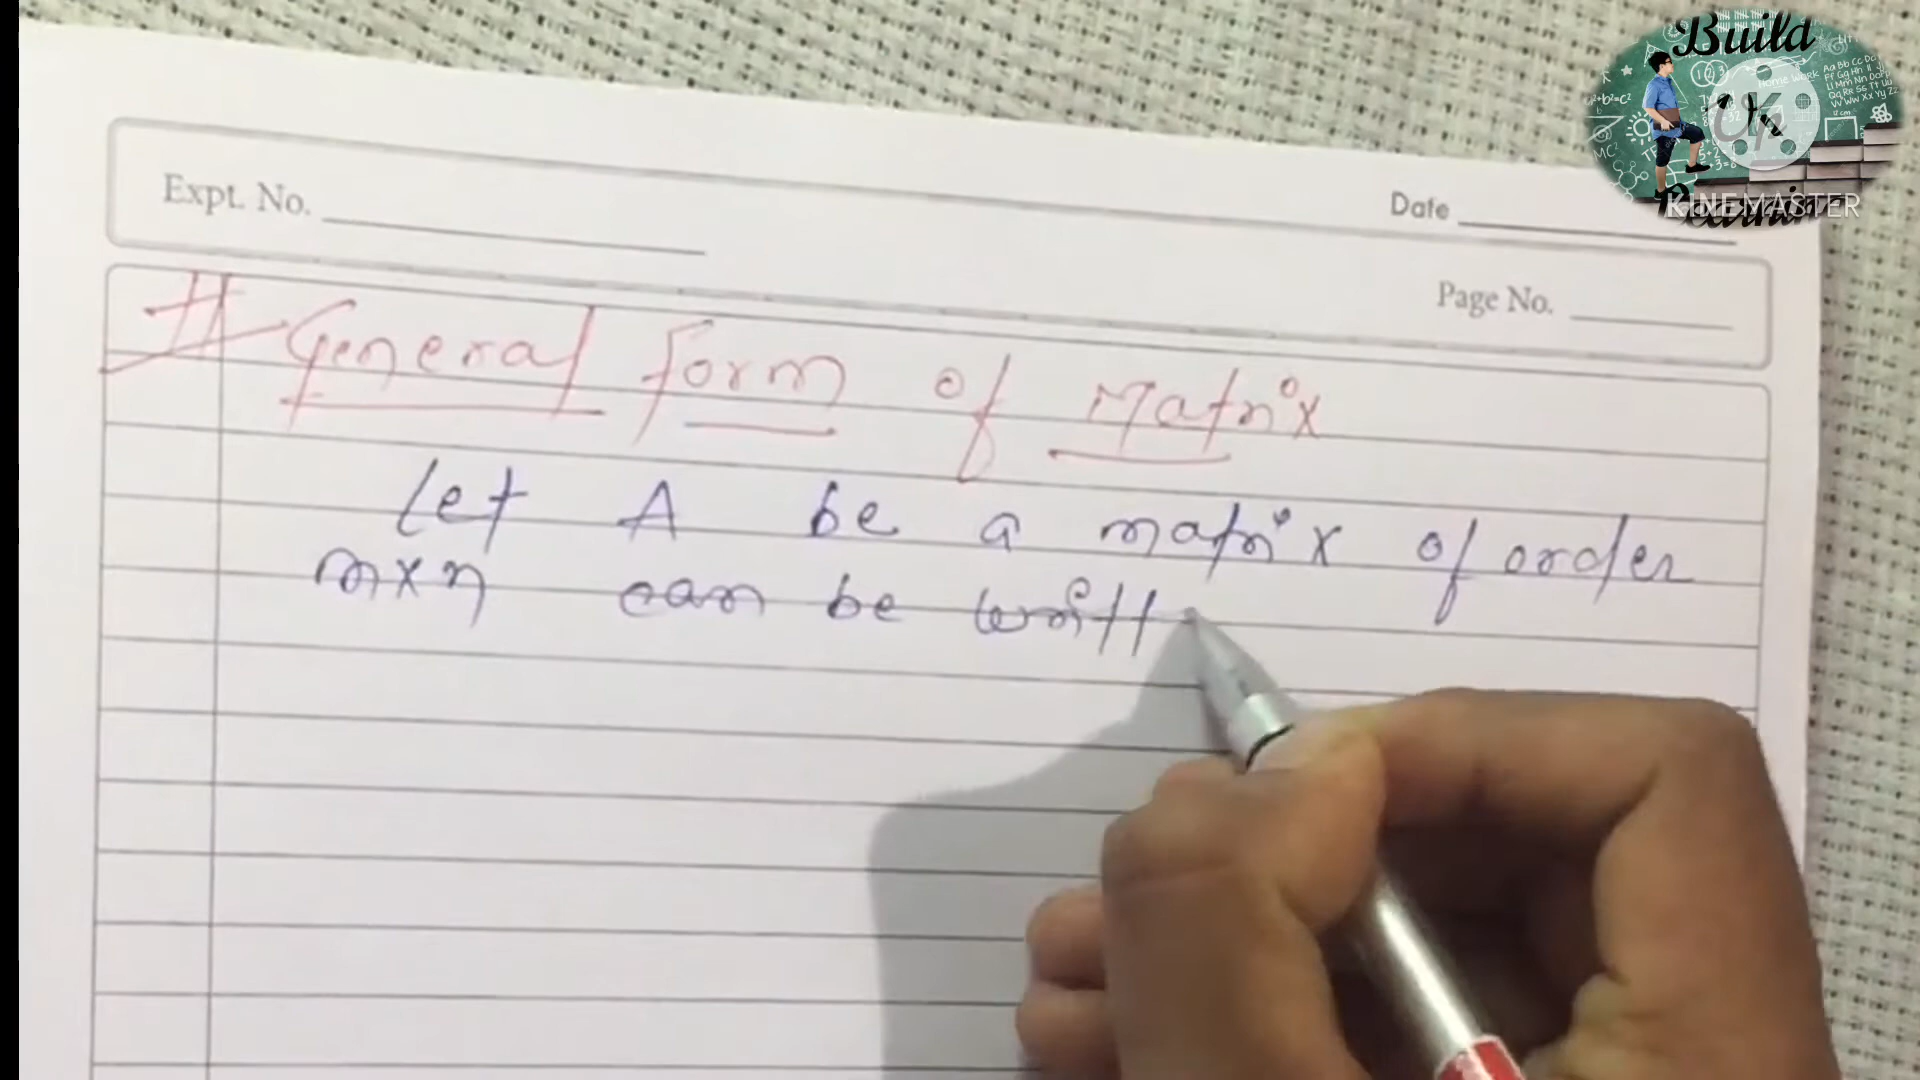 Build
KINEMASTER
Expt. No.
Date
Page No.
# General form of Matrix
Let A be a matrix of order
m×n can be writt